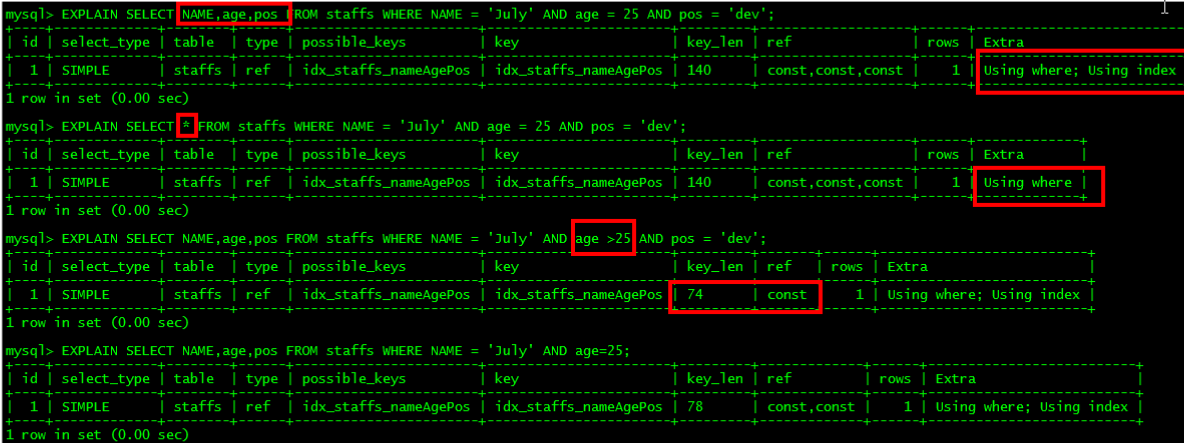 mysql> EXPLAIN SELECT NAME,age,pos FROM staffs WHERE NAME = 'July' AND age = 25 AND pos = 'dev';
| id | select_type | table | type | possible_keys | key | key_len | ref | rows | Extra
| 1 | SIMPLE | staffs | ref | idx_staffs_nameAgePos | idx_staffs_nameAgePos | 140 | const,const,const | 1 | Using where; Using index
1 row in set (0.00 sec)
mysql> EXPLAIN SELECT * FROM staffs WHERE NAME = 'July' AND age = 25 AND pos = 'dev';
| id | select_type | table | type | possible_keys | key | key_len | ref | rows | Extra |
| 1 | SIMPLE | staffs | ref | idx_staffs_nameAgePos | idx_staffs_nameAgePos | 140 | const,const,const | 1 | Using where |
1 row in set (0.00 sec)
mysql> EXPLAIN SELECT NAME,age,pos FROM staffs WHERE NAME = 'July' AND age >25 AND pos = 'dev';
| id | select_type | table | type | possible_keys | key | key_len | ref | rows | Extra |
| 1 | SIMPLE | staffs | ref | idx_staffs_nameAgePos | idx_staffs_nameAgePos | 74 | const | 1 | Using where; Using index |
1 row in set (0.00 sec)
mysql> EXPLAIN SELECT NAME,age,pos FROM staffs WHERE NAME = 'July' AND age=25;
| id | select_type | table | type | possible_keys | key | key_len | ref | rows | Extra |
| 1 | SIMPLE | staffs | ref | idx_staffs_nameAgePos | idx_staffs_nameAgePos | 78 | const,const | 1 | Using where; Using index |
1 row in set (0.00 sec)